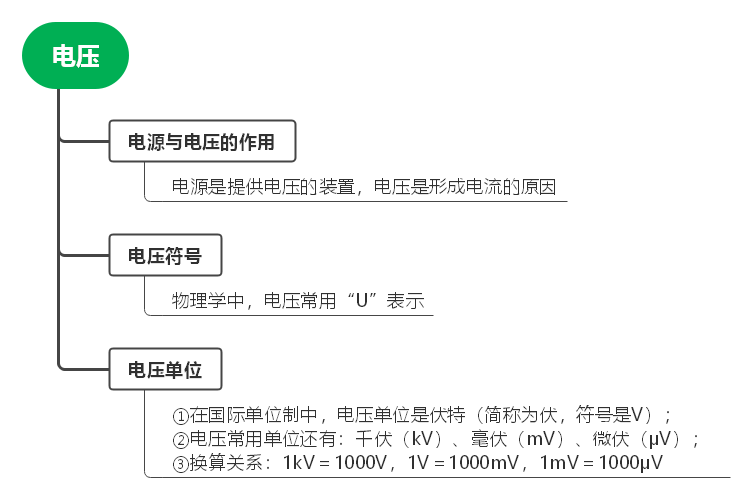 电压
电源与电压的作用
电源是提供电压的装置，电压是形成电流的原因
电压符号
物理学中，电压常用“U”表示
电压单位
①在国际单位制中，电压单位是伏特（简称为伏，符号是V）；
②电压常用单位还有：千伏（kV）、毫伏（mV）、微伏（μV）；
③换算关系：1kV = 1000V，1V = 1000mV，1mV = 1000μV